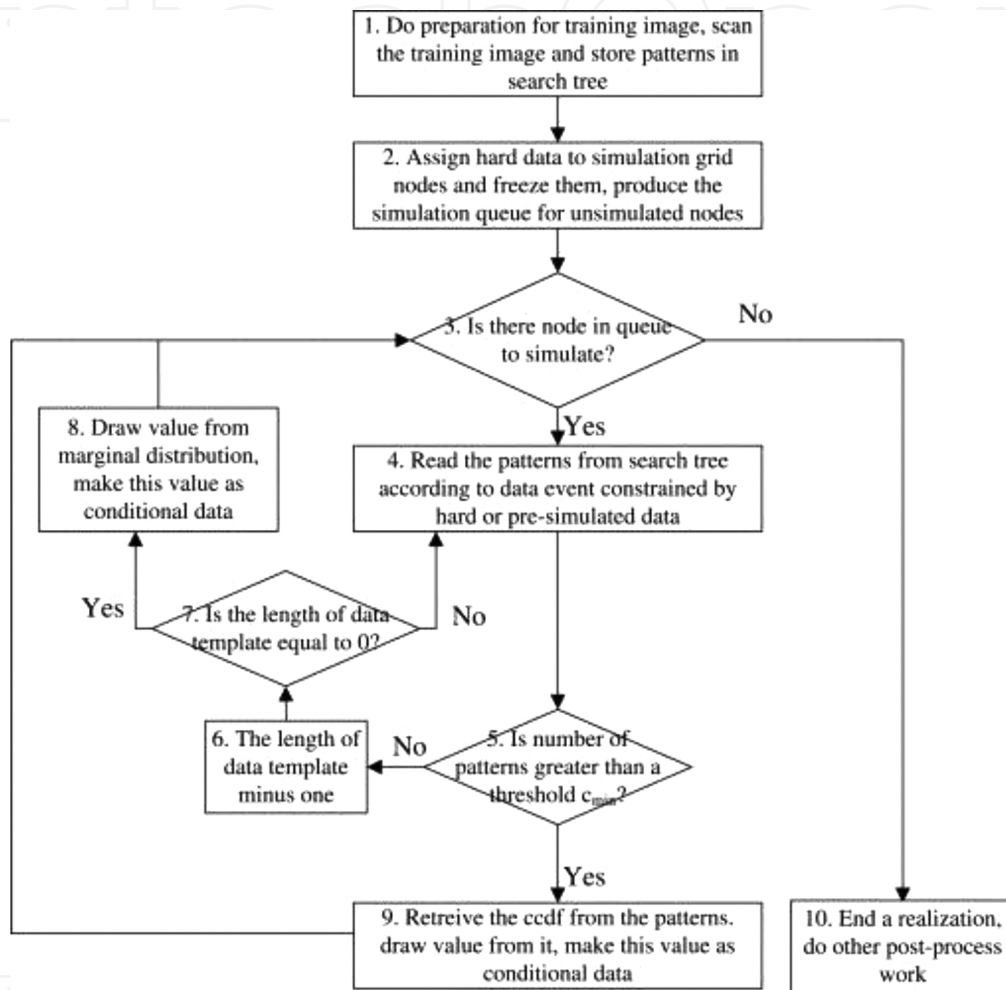 1. Do preparation for training image, scan
the training image and store patterns in
search tree
2. Assign hard data to simulation grid
nodes and freeze them, produce the
simulation queue for unsimulated nodes
3. Is there node in queue
to simulate?
No
Yes
8. Draw value from
marginal distribution,
make this value as
conditional data
4. Read the patterns from search tree
according to data event constrained by
hard or pre-simulated data
Yes
7. Is the length of data
template equal to 0?
No
6. The length of
data template
minus one
No
5. Is number of
patterns greater than a
threshold cmin?
Yes
9. Retreive the ccdf from the patterns.
draw value from it, make this value as
conditional data
10. End a realization,
do other post-process
work